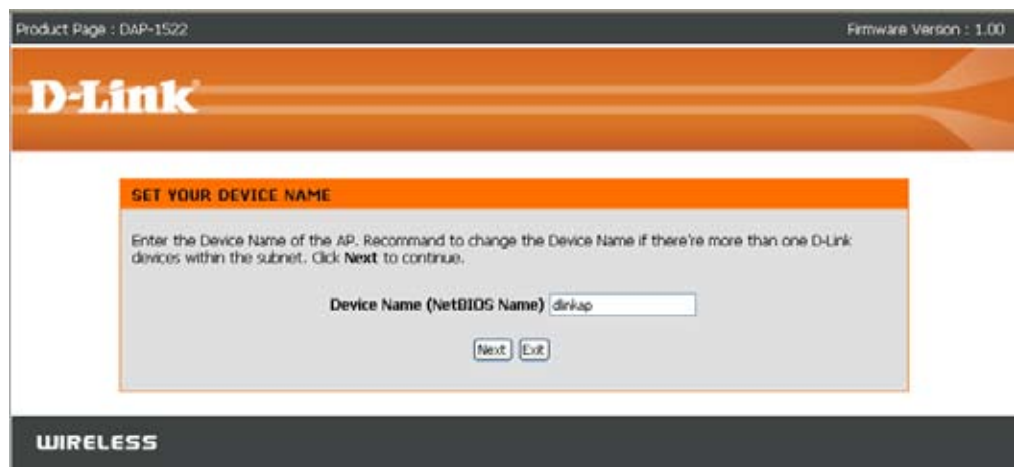 Product Page : DAP-1522
Firmware Version : 1.00
D-Link
SET YOUR DEVICE NAME
Enter the Device Name of the AP. Recommand to change the Device Name if there're more than one D-Link
devices within the subnet. Click Next to continue.
Device Name (NetBIOS Name) dlinkap
Next Exit
WIRELESS